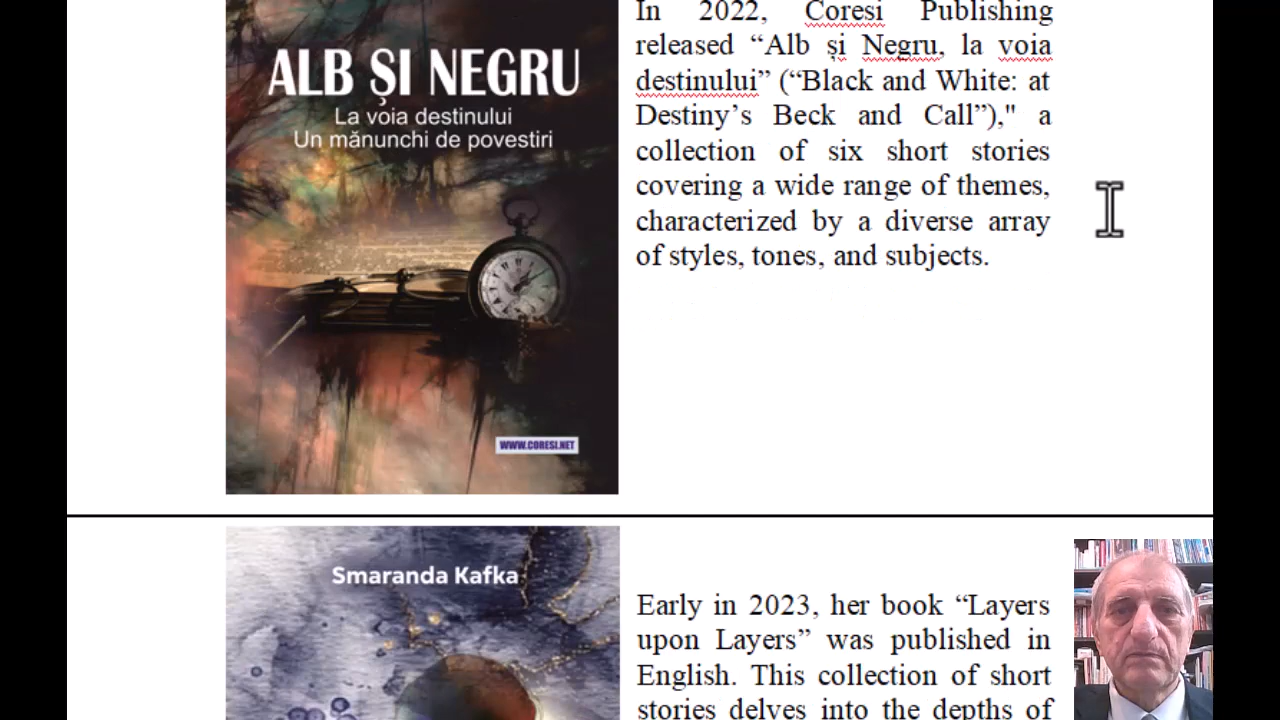 ALB ŞI NEGRU
La voia destinului
Un mănunchi de povestiri
WWW.CORESI.NET
In 2022, Coresi Publishing
released “Alb și Negru, la voia
destinului” (“Black and White: at
Destiny’s Beck and Call”)," a
collection of six short stories
covering a wide range of themes,
characterized by a diverse array
of styles, tones, and subjects.
Smaranda Kafka
Early in 2023, her book “Layers
upon Layers” was published in
English. This collection of short
stories delves into the depths of